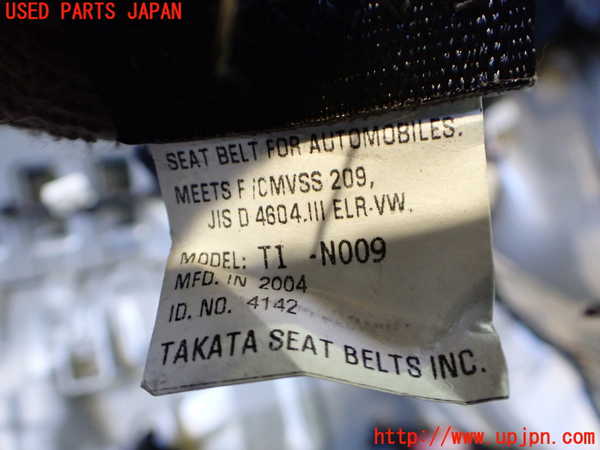 USED PARTS JAPAN
SEAT BELT FOR AUTOMOBILES.
MEETS F/CMVSS 209,
JIS D 4604.III ELR-VW.
MODEL: TI -N009
MFD. IN 2004
ID. NO. 4142
TAKATA SEAT BELTS INC.
http://www.upjpn.com/